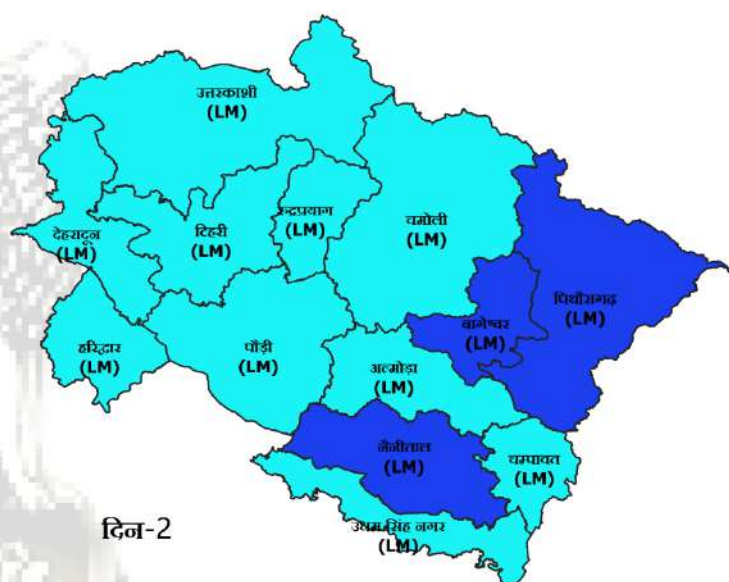 उत्तरकाशी
(LM)
देहरादून
(LM)
टिहरी
(LM)
रुद्रप्रयाग
(LM)
चमोली
(LM)
पिथौरागढ़
(LM)
बागेश्वर
(LM)
हरिद्वार
(LM)
पौड़ी
(LM)
अल्मोड़ा
(LM)
नैनीताल
(LM)
चम्पावत
(LM)
उधम सिंह नगर
(LM)
दिन-2